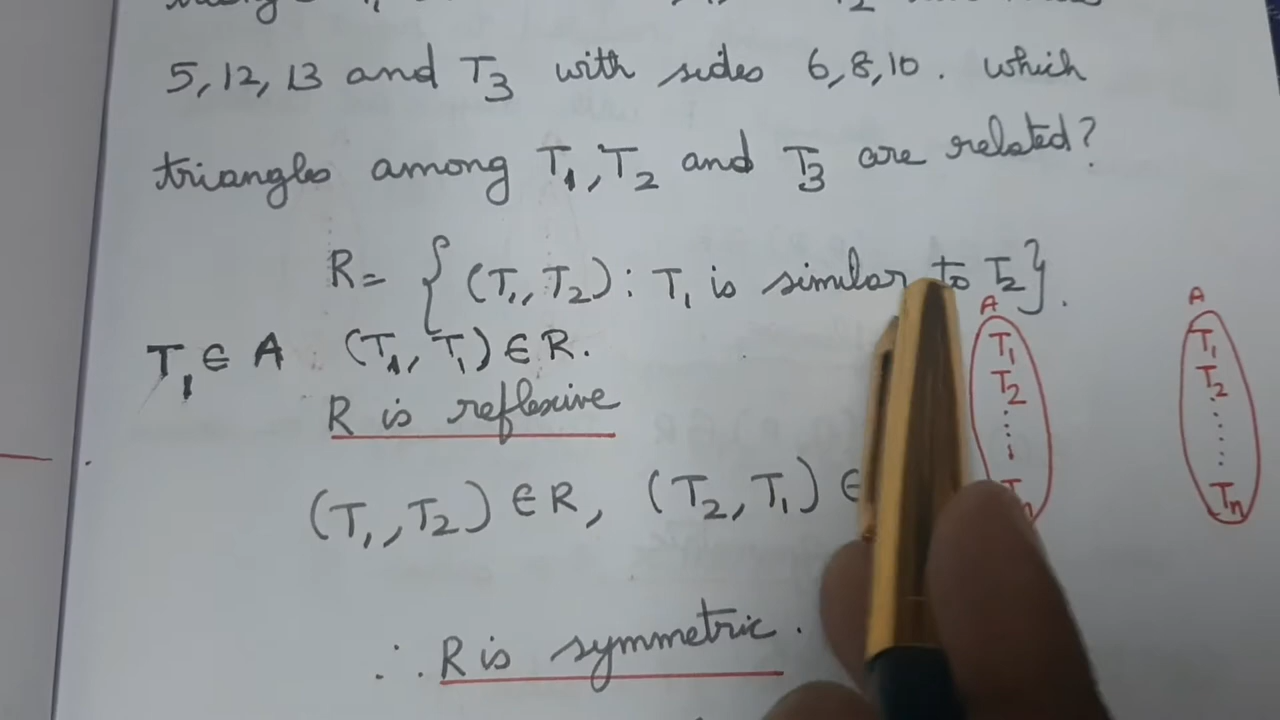 5, 12, 13 and T3 with sides 6, 8, 10. which
triangles among T1, T2 and T3 are related?
R = { (T1, T2) : T1 is similar to T2 }.
T1 ∈ A (T1, T1) ∈ R.
R is reflexive
(T1, T2) ∈ R, (T2, T1) ∈
∴ R is symmetric.
A
T1
T2
A
T1
T2
Tn